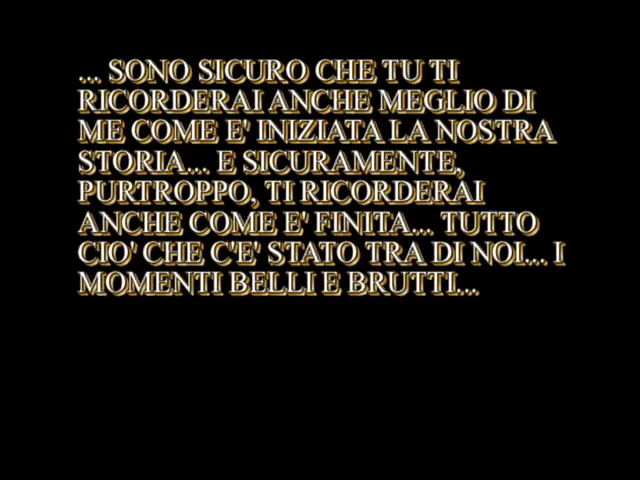 ... SONO SICURO CHE TU TI
RICORDERAI ANCHE MEGLIO DI
ME COME E' INIZIATA LA NOSTRA
STORIA... E SICURAMENTE,
PURTROPPO, TI RICORDERAI
ANCHE COME E' FINITA... TUTTO
CIO' CHE C'E' STATO TRA DI NOI... I
MOMENTI BELLI E BRUTTI...